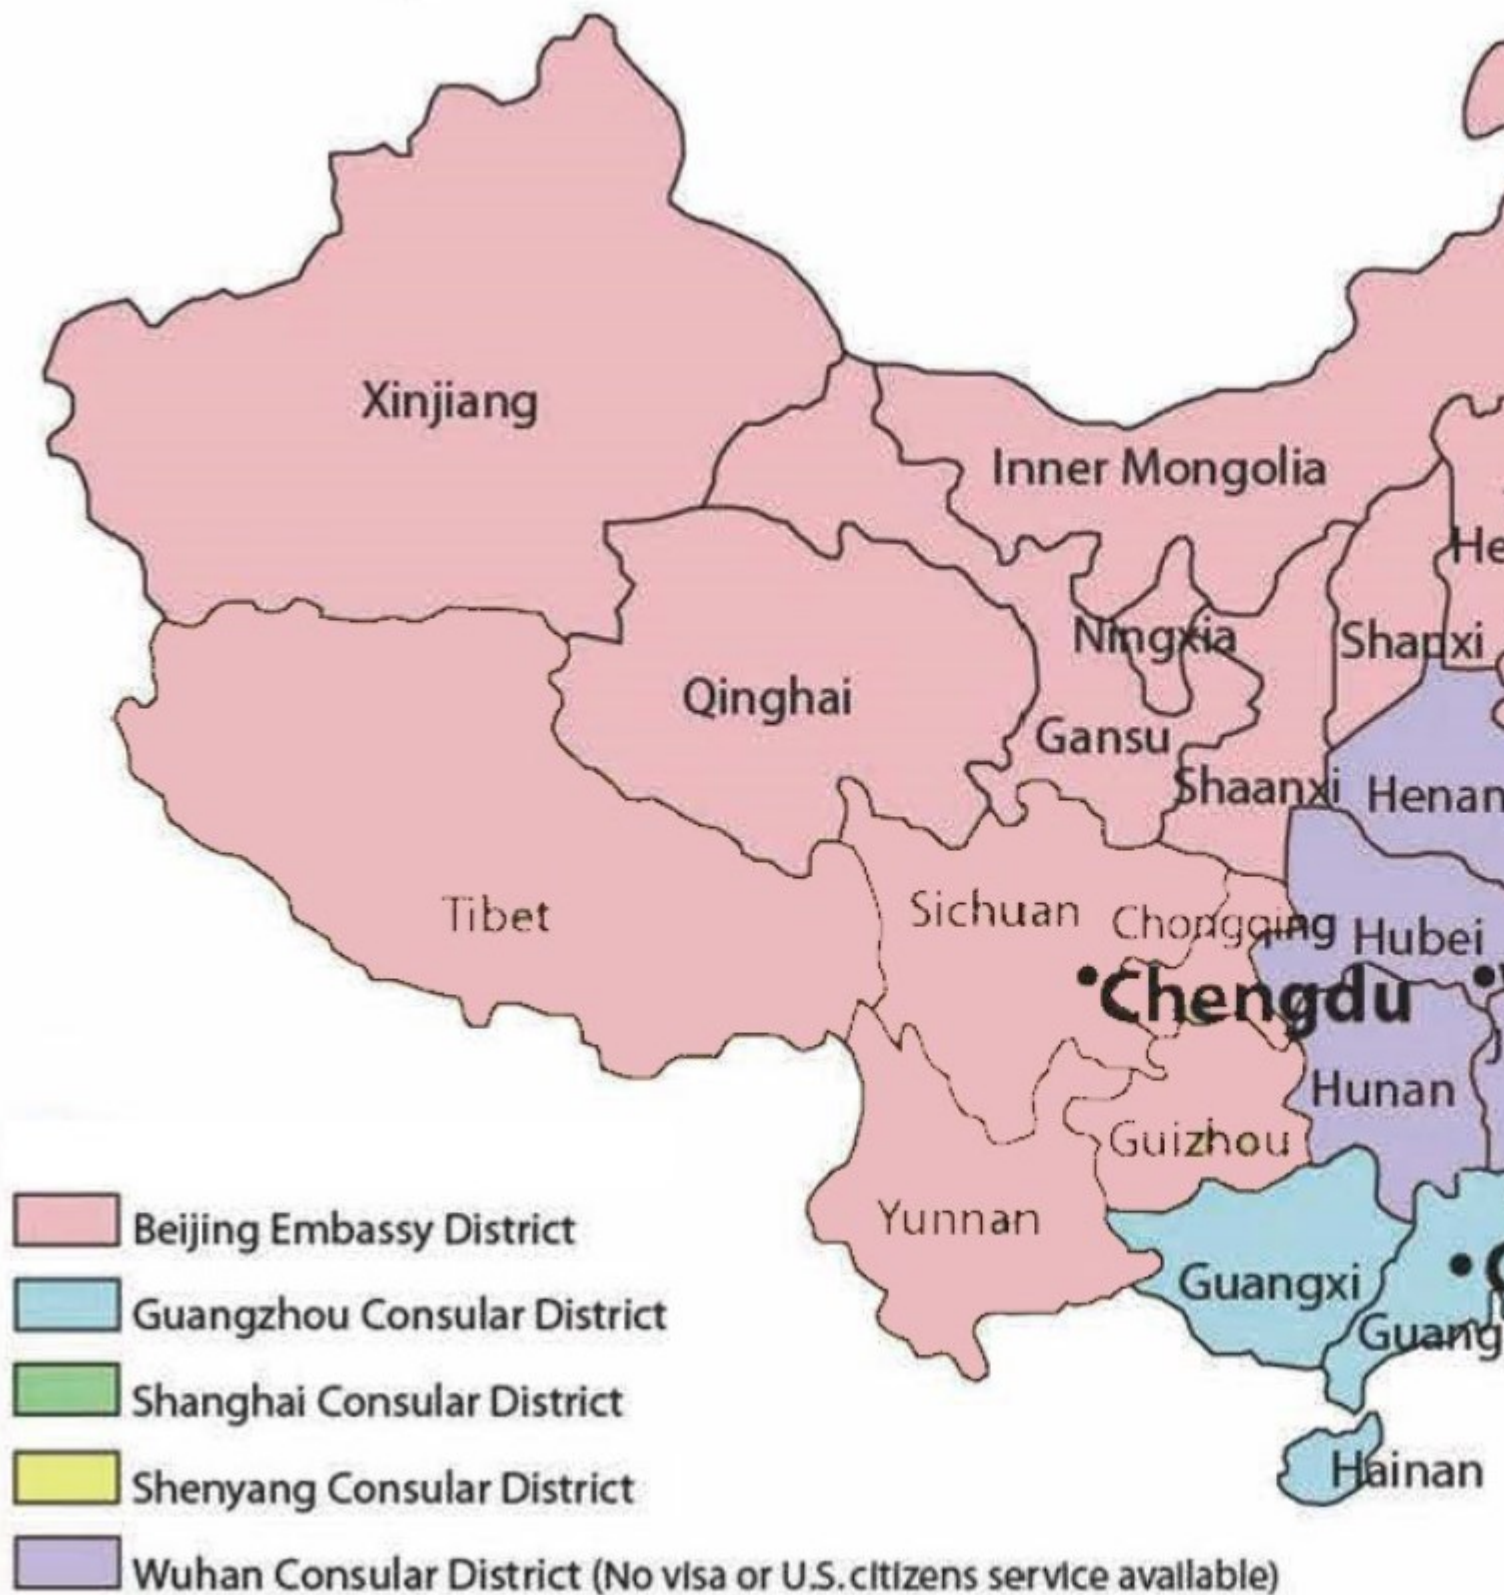 Xinjiang
Inner Mongolia
He
Ningxia
Shanxi
Qinghai
Gansu
Shaanxi
Henan
Tibet
Sichuan
Chongqing
Hubei
Chengdu
Hunan
Guizhou
Yunnan
Guangxi
Guang
Hainan
Beijing Embassy District
Guangzhou Consular District
Shanghai Consular District
Shenyang Consular District
Wuhan Consular District (No visa or U.S. citizens service available)